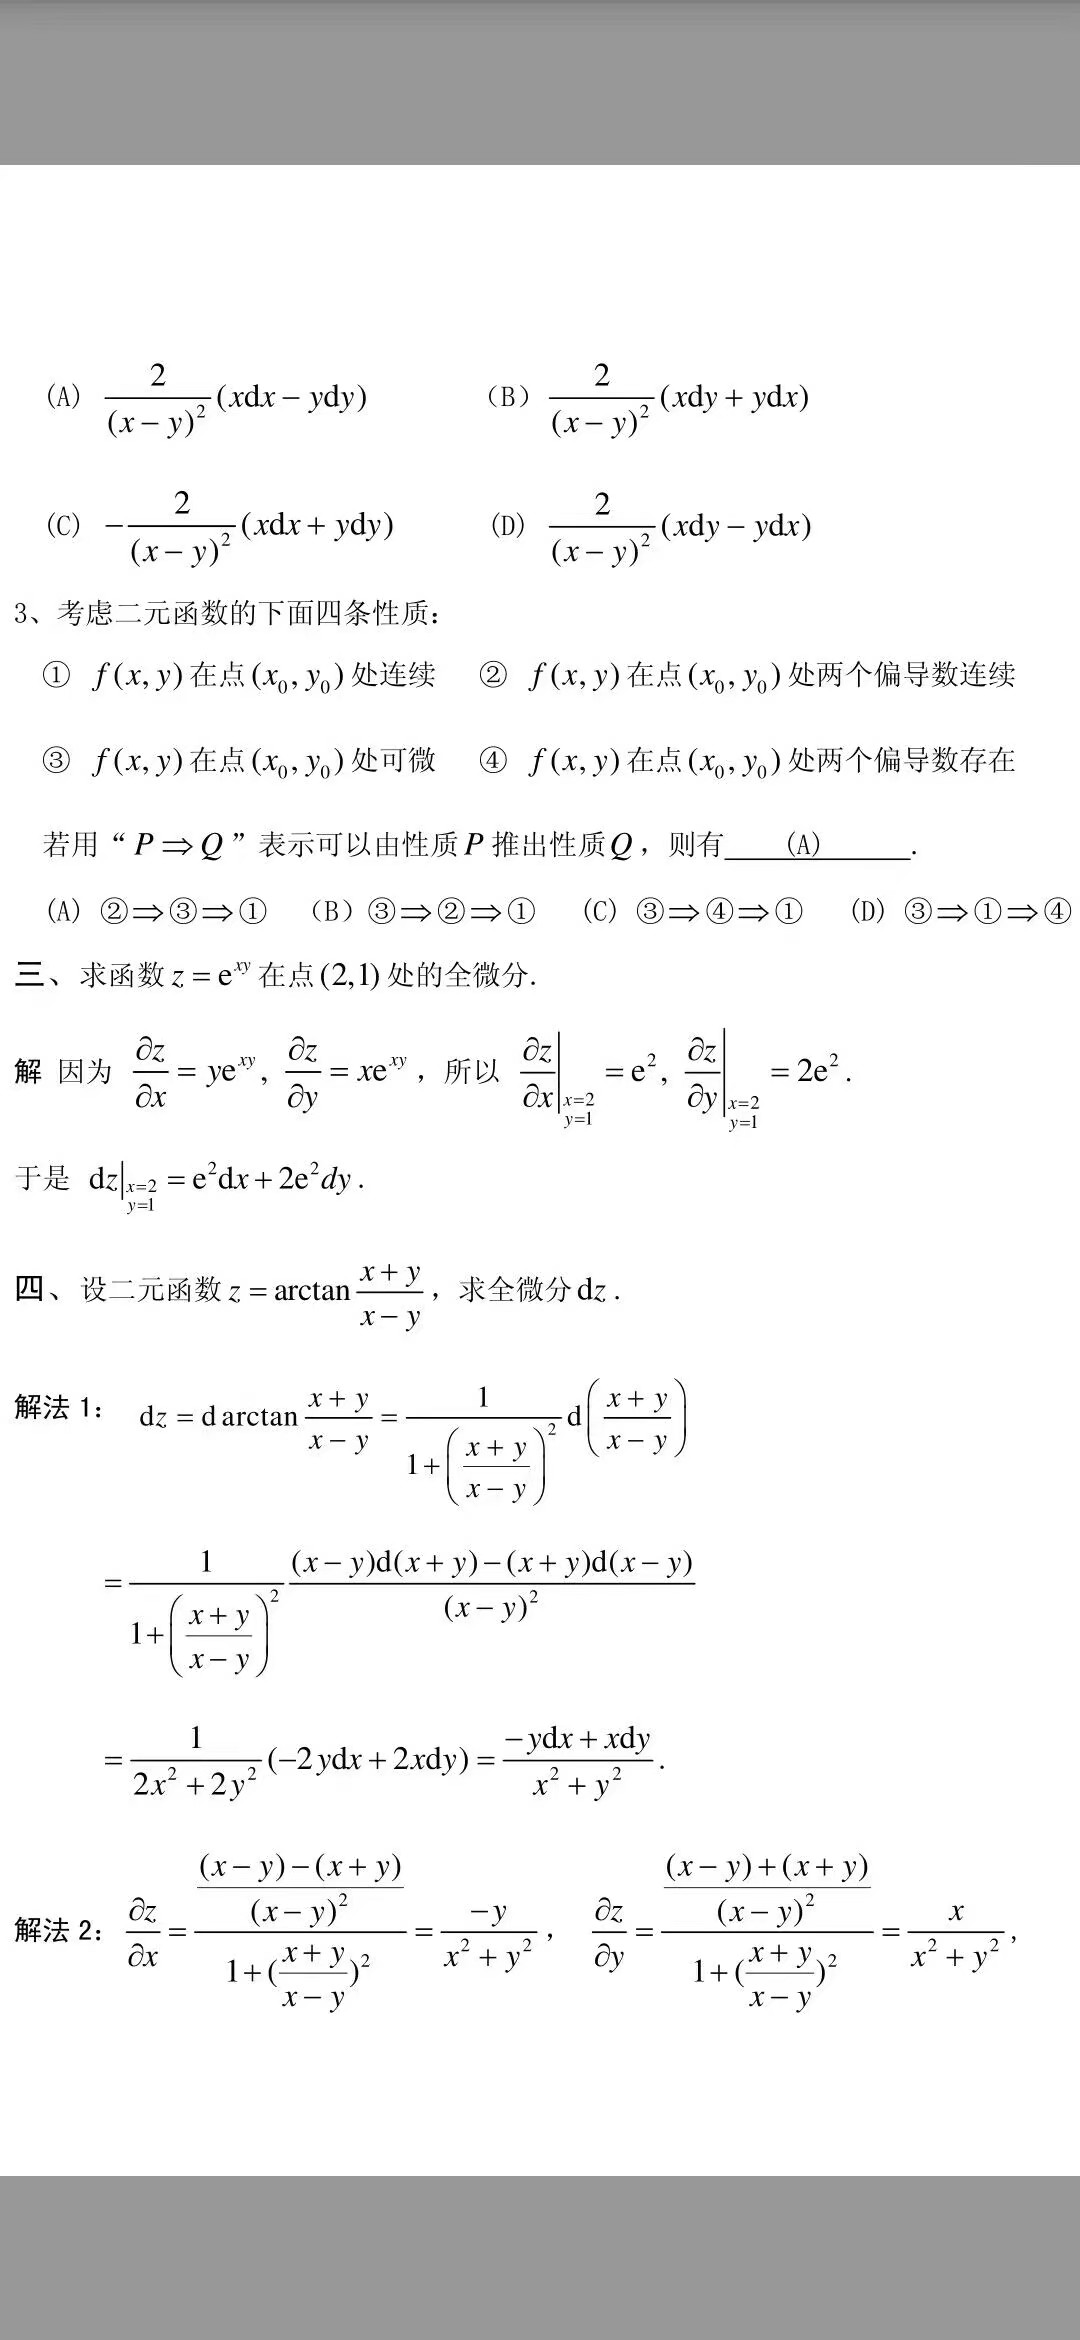 (A) $\frac{2}{(x-y)^2}(x\mathrm{d}x-y\mathrm{d}y)$ （B）$\frac{2}{(x-y)^2}(x\mathrm{d}y+y\mathrm{d}x)$
(C) $-\frac{2}{(x-y)^2}(x\mathrm{d}x+y\mathrm{d}y)$ (D) $\frac{2}{(x-y)^2}(x\mathrm{d}y-y\mathrm{d}x)$
3、考虑二元函数的下面四条性质：
① $f(x,y)$在点$(x_0,y_0)$处连续 ② $f(x,y)$在点$(x_0,y_0)$处两个偏导数连续
③ $f(x,y)$在点$(x_0,y_0)$处可微 ④ $f(x,y)$在点$(x_0,y_0)$处两个偏导数存在
若用“$P\Rightarrow Q$”表示可以由性质$P$推出性质$Q$，则有 (A) .
(A) ②⇒③⇒① （B）③⇒②⇒① (C) ③⇒④⇒① (D) ③⇒①⇒④
三、求函数$z=\mathrm{e}^{xy}$在点$(2,1)$处的全微分.
解 因为 $\frac{\partial z}{\partial x}=y\mathrm{e}^{xy},\frac{\partial z}{\partial y}=x\mathrm{e}^{xy}$，所以 $\left.\frac{\partial z}{\partial x}\right|_{\substack{x=2\\y=1}}=\mathrm{e}^2,\left.\frac{\partial z}{\partial y}\right|_{\substack{x=2\\y=1}}=2\mathrm{e}^2$.
于是 $\mathrm{d}z|_{\substack{x=2\\y=1}}=\mathrm{e}^2\mathrm{d}x+2\mathrm{e}^2dy$.
四、设二元函数$z=\arctan\frac{x+y}{x-y}$，求全微分$\mathrm{d}z$.
解法1： $\mathrm{d}z=\mathrm{d}\arctan\frac{x+y}{x-y}=\frac{1}{1+\left(\frac{x+y}{x-y}\right)^2}\mathrm{d}\left(\frac{x+y}{x-y}\right)$
$=\frac{1}{1+\left(\frac{x+y}{x-y}\right)^2}\frac{(x-y)\mathrm{d}(x+y)-(x+y)\mathrm{d}(x-y)}{(x-y)^2}$
$=\frac{1}{2x^2+2y^2}(-2y\mathrm{d}x+2x\mathrm{d}y)=\frac{-y\mathrm{d}x+x\mathrm{d}y}{x^2+y^2}$.
解法2：$\frac{\partial z}{\partial x}=\frac{\frac{(x-y)-(x+y)}{(x-y)^2}}{1+(\frac{x+y}{x-y})^2}=\frac{-y}{x^2+y^2}$，$\frac{\partial z}{\partial y}=\frac{\frac{(x-y)+(x+y)}{(x-y)^2}}{1+(\frac{x+y}{x-y})^2}=\frac{x}{x^2+y^2}$,